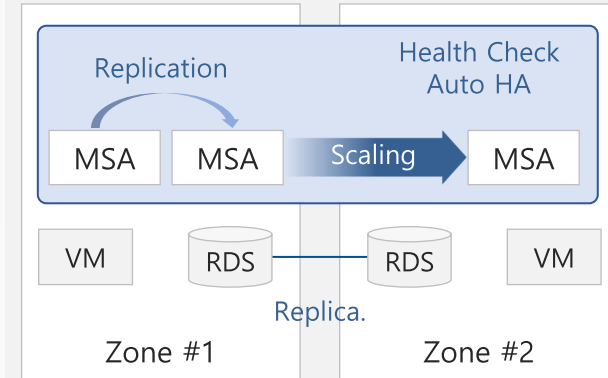 Health Check
Auto HA
Replication
MSA
MSA
Scaling
MSA
VM
RDS
RDS
VM
Replica.
Zone #1
Zone #2